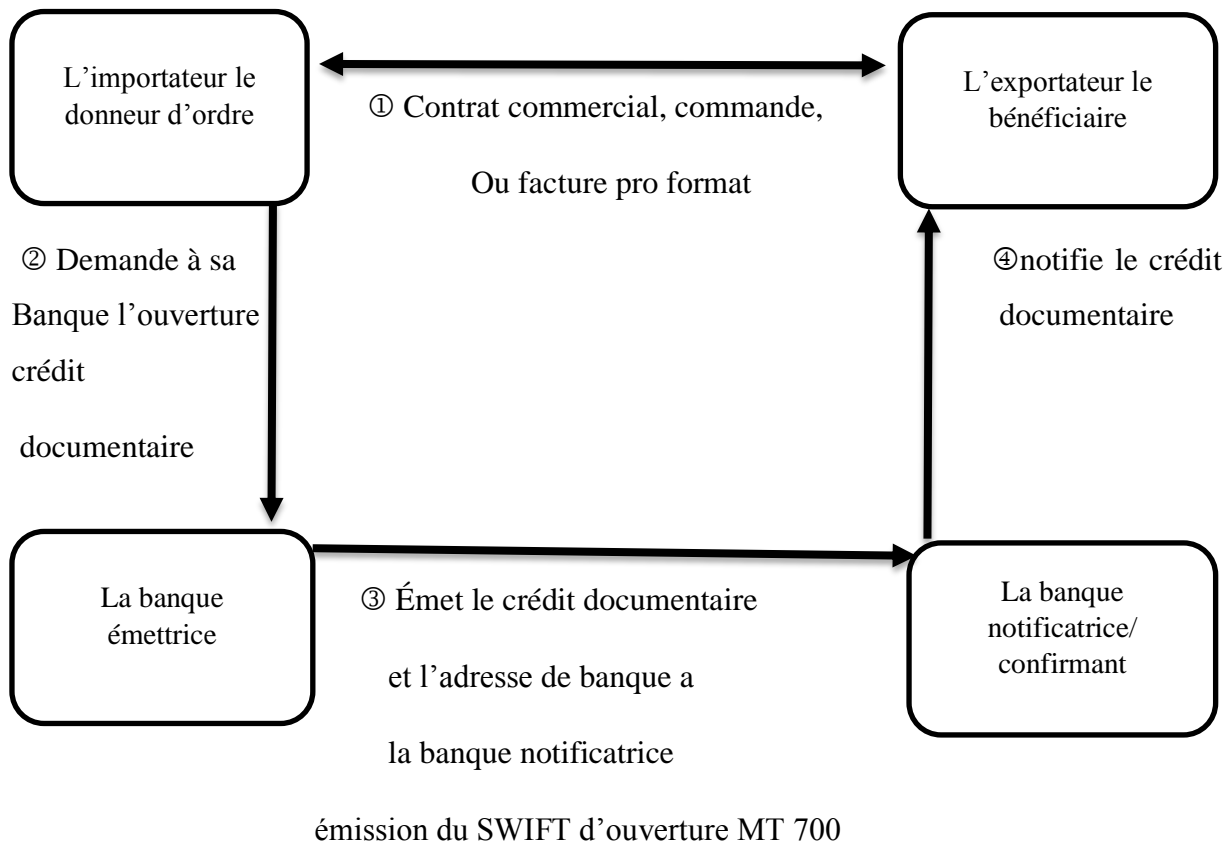 L’importateur le
donneur d’ordre
① Contrat commercial, commande,
Ou facture pro format
L’exportateur le
bénéficiaire
② Demande à sa
Banque l’ouverture
crédit
documentaire
④notifie le crédit
documentaire
La banque
émettrice
③ Émet le crédit documentaire
et l’adresse de banque a
la banque notificatrice
émission du SWIFT d’ouverture MT 700
La banque
notificatrice/
confirmant